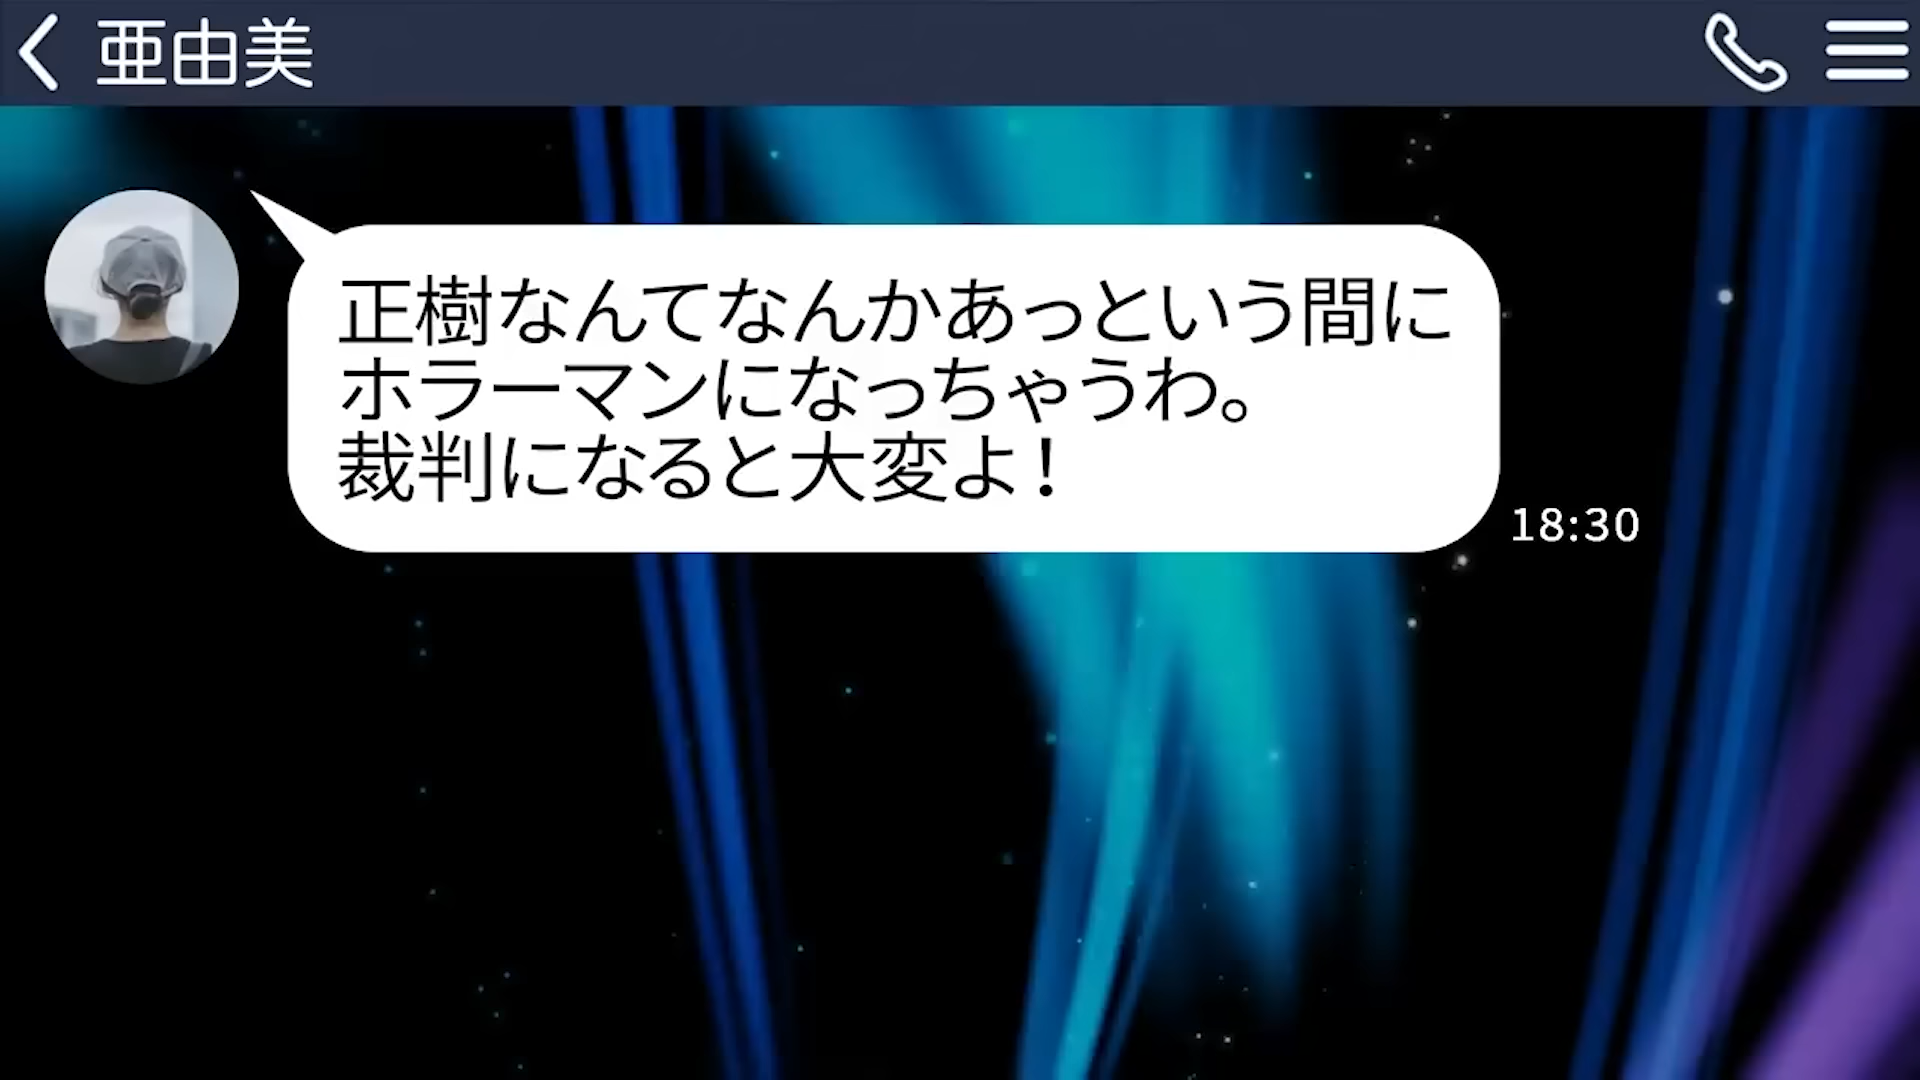 亜由美
正樹なんてなんかあっという間に
ホラーマンになっちゃうわ。
裁判になると大変よ！
18:30